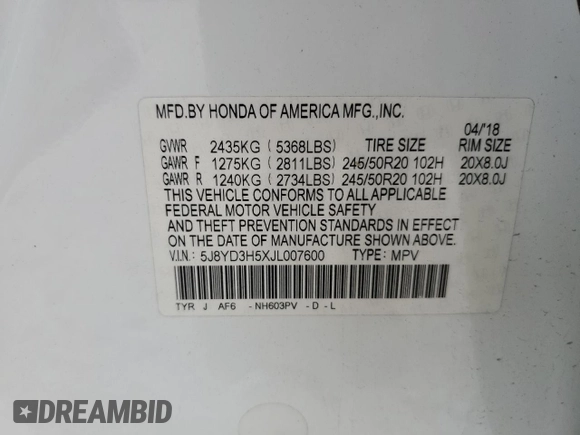 MFD.BY HONDA OF AMERICA MFG.,INC.
04/'18
GVWR 2435KG ( 5368LBS) TIRE SIZE RIM SIZE
GAWR F 1275KG ( 2811LBS) 245/50R20 102H 20X8.0J
GAWR R 1240KG ( 2734LBS) 245/50R20 102H 20X8.0J
THIS VEHICLE CONFORMS TO ALL APPLICABLE
FEDERAL MOTOR VEHICLE SAFETY
AND THEFT PREVENTION STANDARDS IN EFFECT
ON THE DATE OF MANUFACTURE SHOWN ABOVE.
V.I.N.: 5J8YD3H5XJL007600 TYPE: MPV
TYR J AF6 -NH603PV -D -L
DREAMBID